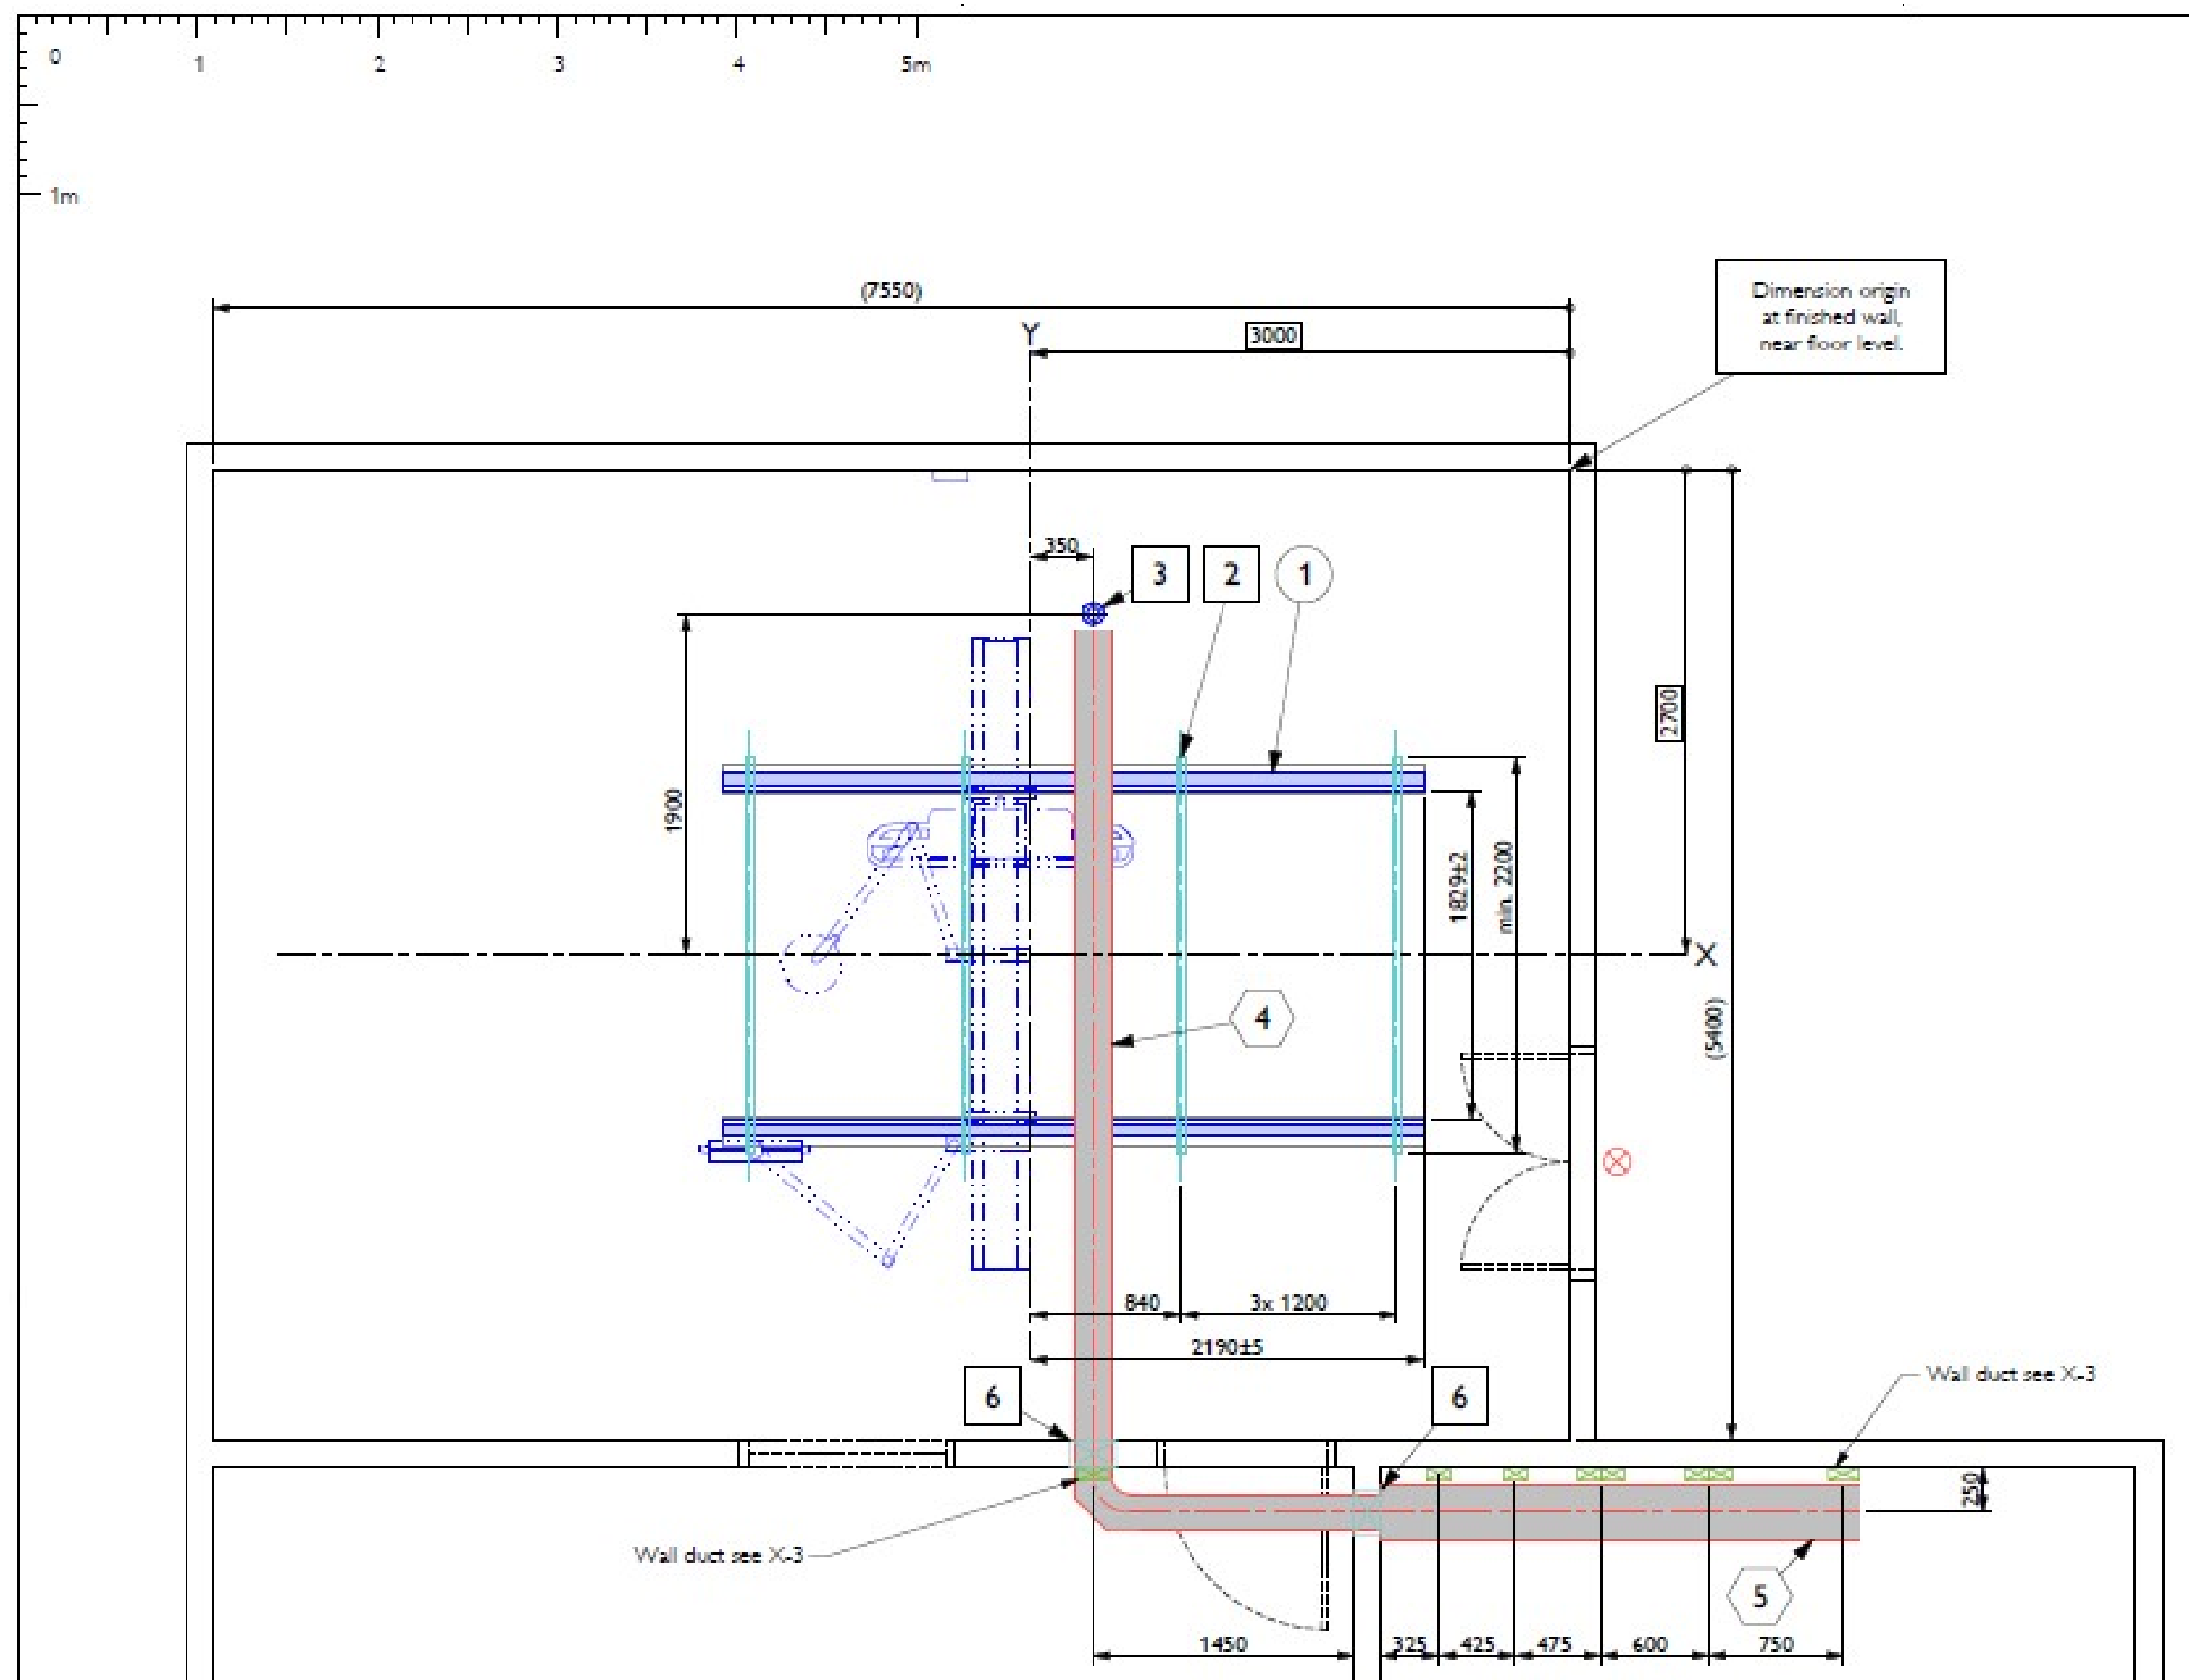 0
1
2
3
4
5m
1m
(7550)
Dimension origin
at finished wall,
near floor level.
Y
3000
350
3
2
1
2700
1900
1829±2
min. 2200
X
4
(5400)
840
3x 1200
2190±5
6
6
Wall duct see X-3
250
Wall duct see X-3
5
1450
325
425
475
600
750